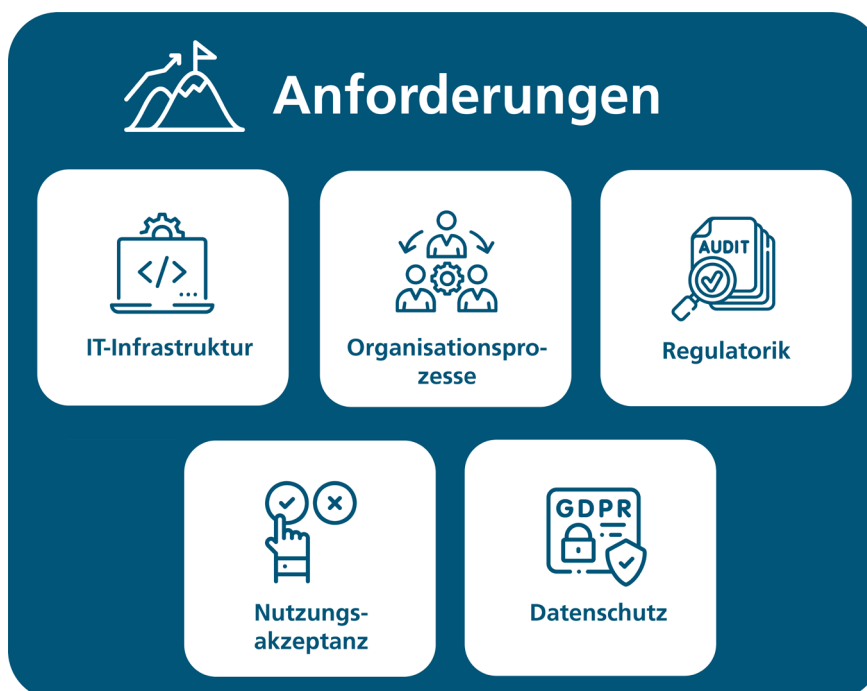 Anforderungen
</>
IT-Infrastruktur
Organisationspro-
zesse
AUDIT
Regulatorik
Nutzungs-
akzeptanz
GDPR
Datenschutz